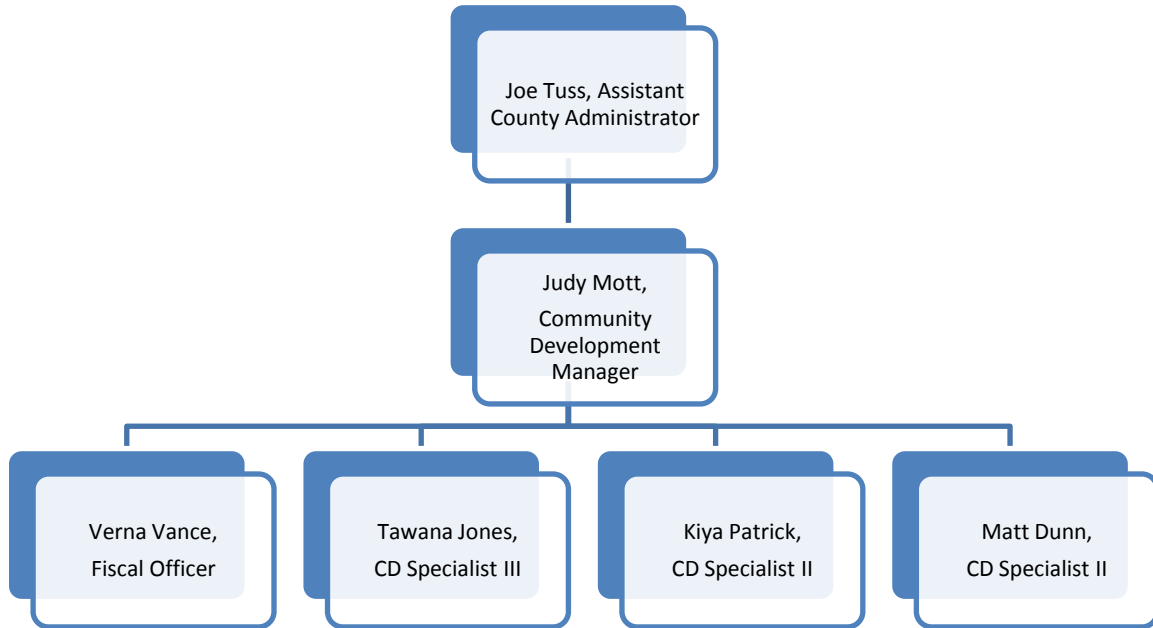 Joe Tuss, Assistant
County Administrator
Judy Mott,
Community
Development
Manager
Verna Vance,
Fiscal Officer
Tawana Jones,
CD Specialist III
Kiya Patrick,
CD Specialist II
Matt Dunn,
CD Specialist II